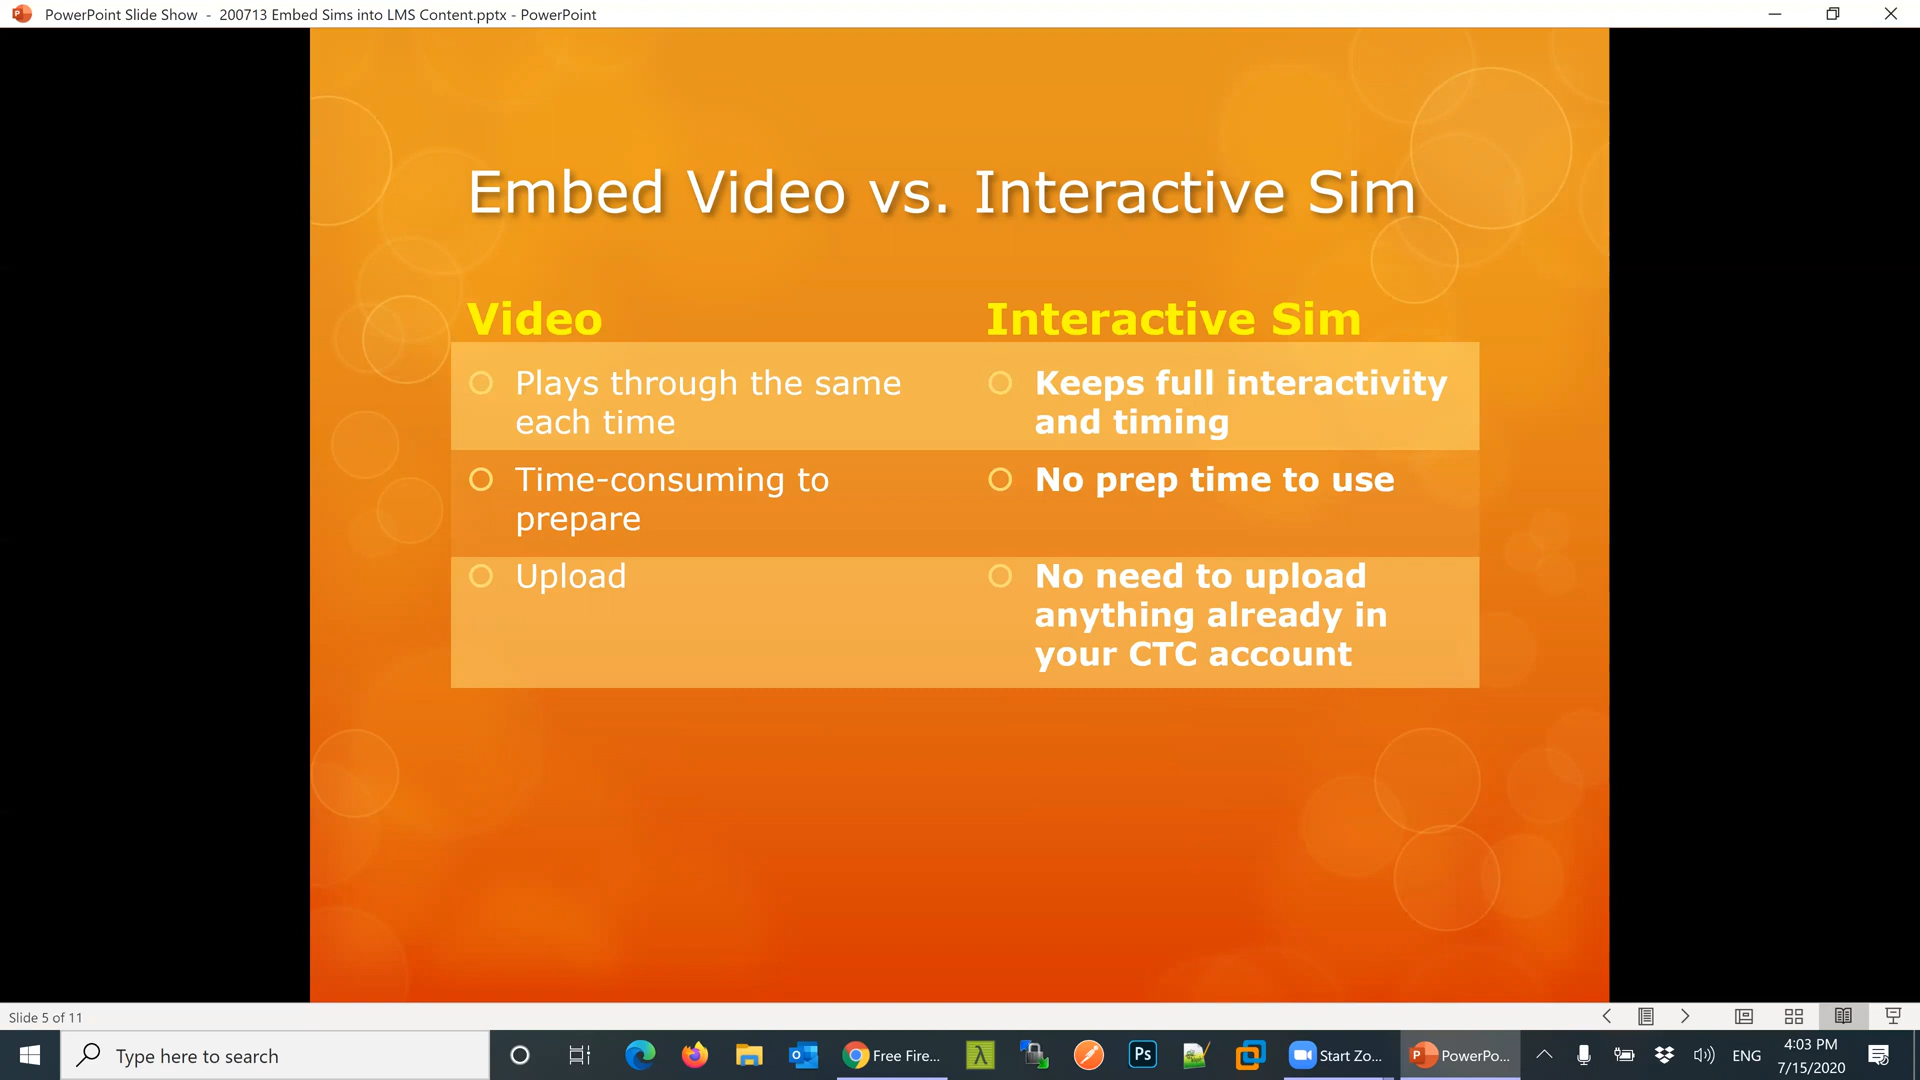 PowerPoint Slide Show - 200713 Embed Sims into LMS Content.pptx - PowerPoint
Embed Video vs. Interactive Sim
Video
Interactive Sim
Plays through the same
each time
Keeps full interactivity
and timing
Time-consuming to
prepare
No prep time to use
Upload
No need to upload
anything already in
your CTC account
Slide 5 of 11
Type here to search
Free Fire...
Ps
Start Zo...
PowerPo...
ENG
4:03 PM
7/15/2020